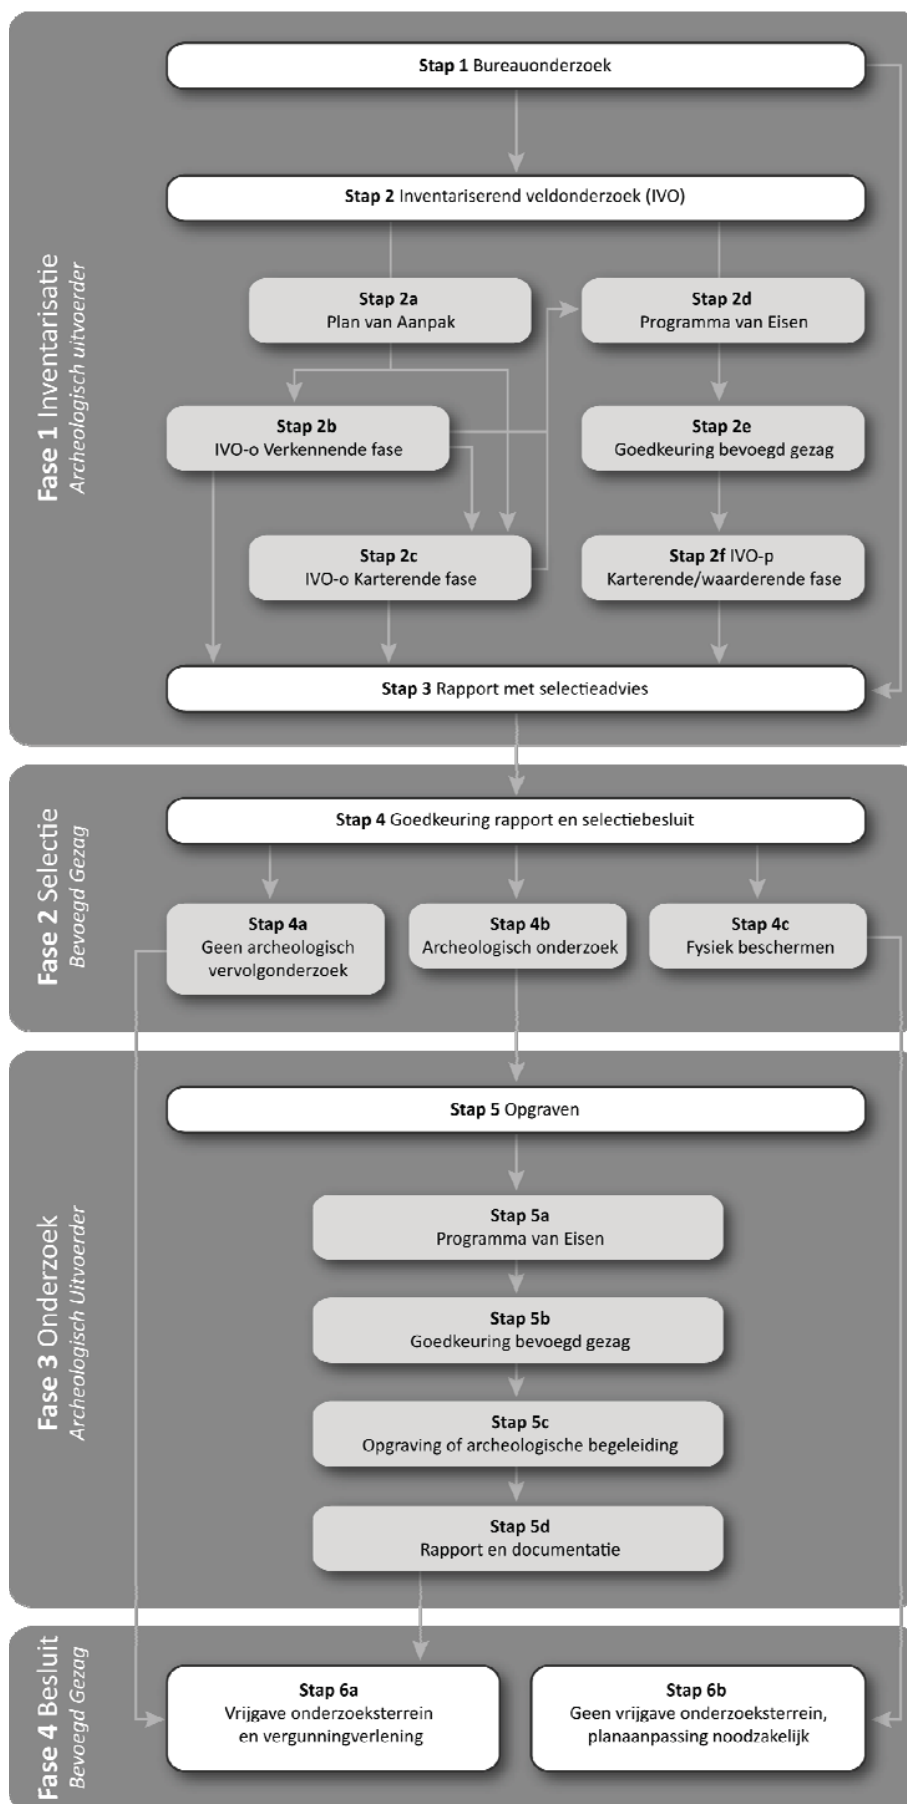 Fase 1 Inventarisatie
Archeologisch uitvoerder
Stap 1 Bureauonderzoek
Stap 2 Inventariserend veldonderzoek (IVO)
Stap 2a
Plan van Aanpak
Stap 2d
Programma van Eisen
Stap 2b
IVO-o Verkennende fase
Stap 2e
Goedkeuring bevoegd gezag
Stap 2c
IVO-o Karterende fase
Stap 2f IVO-p
Karterende/waarderende fase
Stap 3 Rapport met selectieadvies
Fase 2 Selectie
Bevoegd Gezag
Stap 4 Goedkeuring rapport en selectiebesluit
Stap 4a
Geen archeologisch
vervolgonderzoek
Stap 4b
Archeologisch onderzoek
Stap 4c
Fysiek beschermen
Fase 3 Onderzoek
Archeologisch Uitvoerder
Stap 5 Opgraven
Stap 5a
Programma van Eisen
Stap 5b
Goedkeuring bevoegd gezag
Stap 5c
Opgraving of archeologische begeleiding
Stap 5d
Rapport en documentatie
Fase 4 Besluit
Bevoegd Gezag
Stap 6a
Vrijgave onderzoeksterrein
en vergunningverlening
Stap 6b
Geen vrijgave onderzoeksterrein,
planaanpassing noodzakelijk